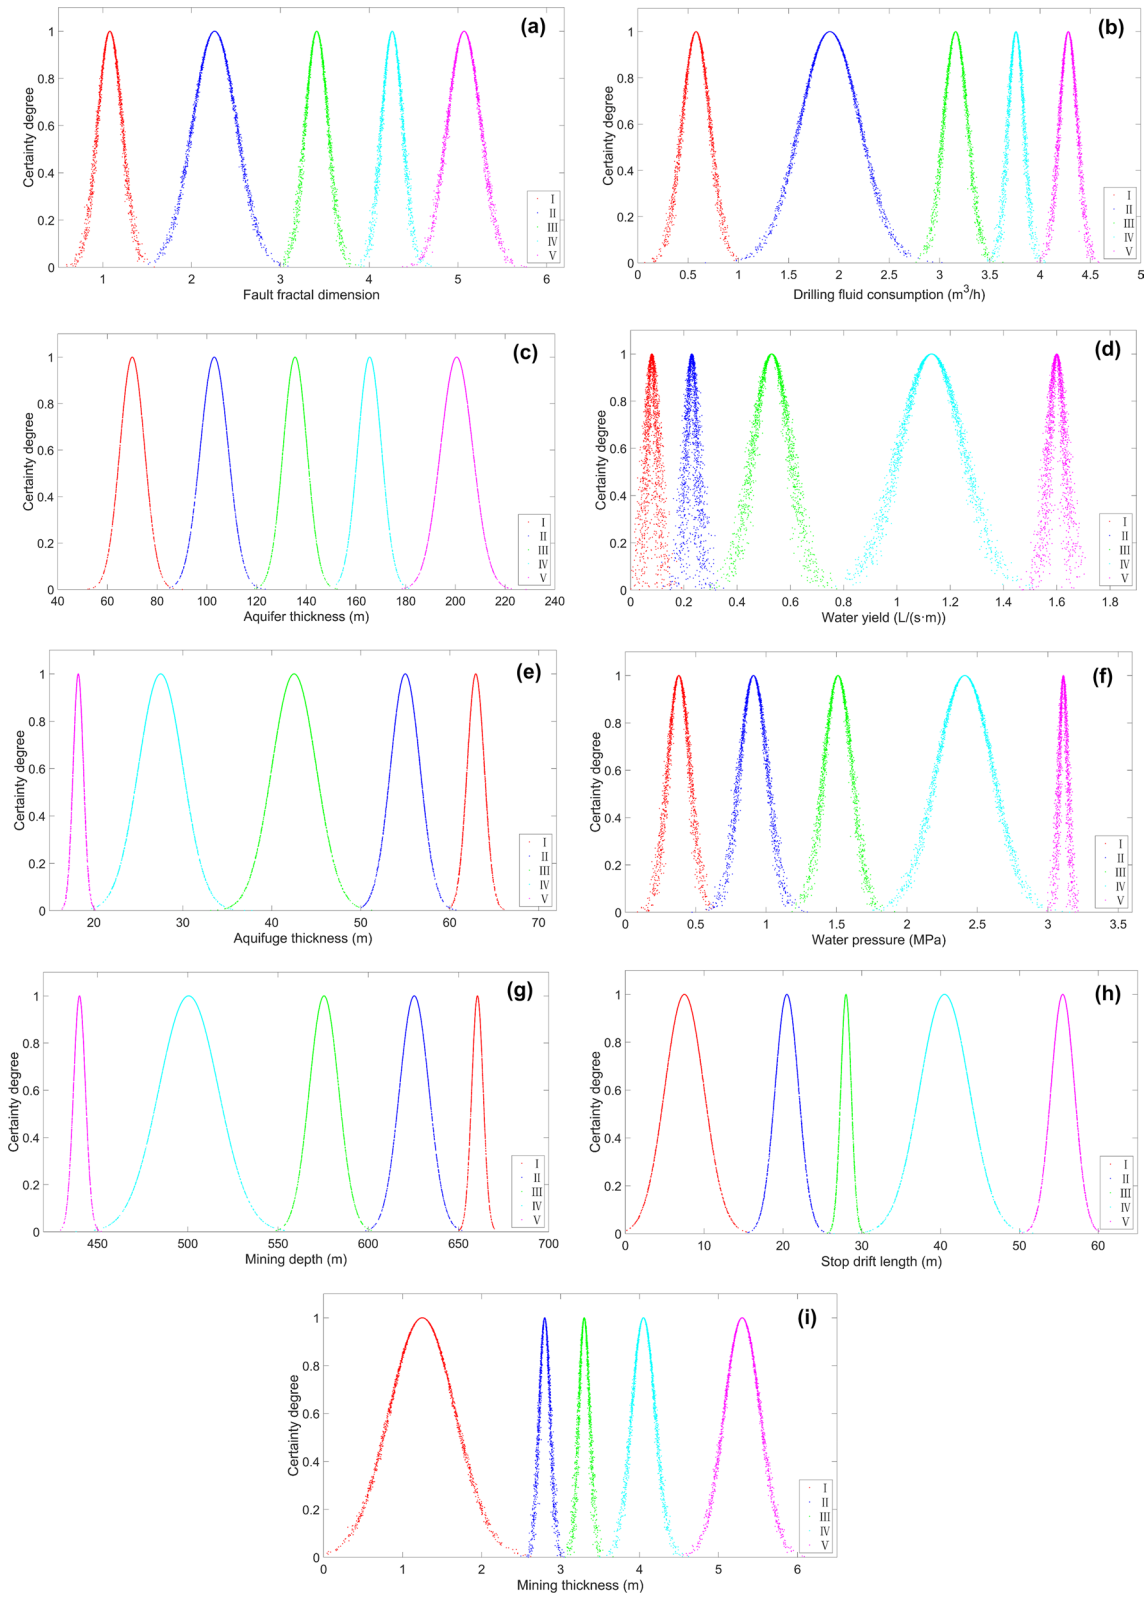 (a)
Certainty degree
1
0.8
0.6
0.4
0.2
0
1 2 3 4 5 6
Fault fractal dimension
I
II
III
IV
V
(b)
Certainty degree
1
0.8
0.6
0.4
0.2
0
0 0.5 1 1.5 2 2.5 3 3.5 4 4.5 5
Drilling fluid consumption (m³/h)
I
II
III
IV
V
(c)
Certainty degree
1
0.8
0.6
0.4
0.2
0
40 60 80 100 120 140 160 180 200 220 240
Aquifer thickness (m)
I
II
III
IV
V
(d)
Certainty degree
1
0.8
0.6
0.4
0.2
0
0 0.2 0.4 0.6 0.8 1 1.2 1.4 1.6 1.8
Water yield (L/(s·m))
I
II
III
IV
V
(e)
Certainty degree
1
0.8
0.6
0.4
0.2
0
20 30 40 50 60 70
Aquifuge thickness (m)
I
II
III
IV
V
(f)
Certainty degree
1
0.8
0.6
0.4
0.2
0
0 0.5 1 1.5 2 2.5 3 3.5
Water pressure (MPa)
I
II
III
IV
V
(g)
Certainty degree
1
0.8
0.6
0.4
0.2
0
450 500 550 600 650 700
Mining depth (m)
I
II
III
IV
V
(h)
Certainty degree
1
0.8
0.6
0.4
0.2
0
0 10 20 30 40 50 60
Stop drift length (m)
I
II
III
IV
V
(i)
Certainty degree
1
0.8
0.6
0.4
0.2
0
0 1 2 3 4 5 6
Mining thickness (m)
I
II
III
IV
V